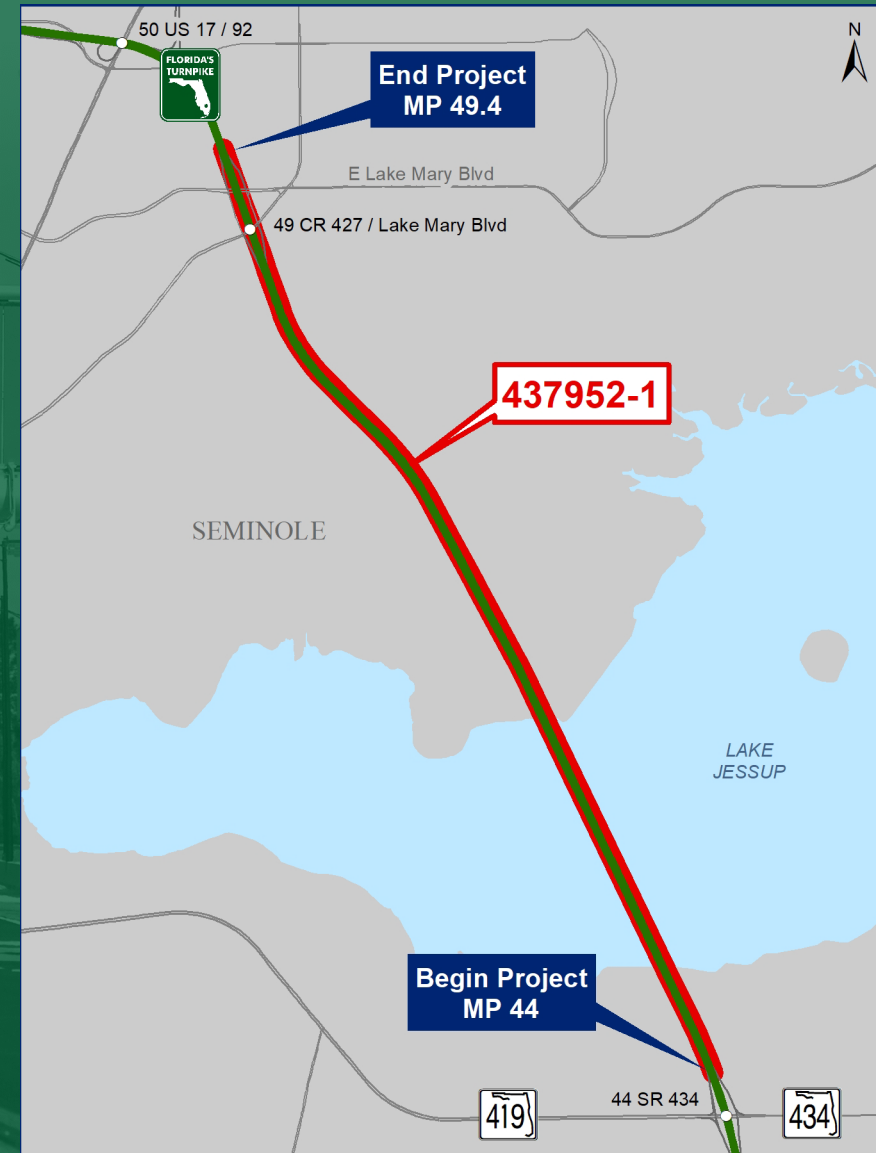 50 US 17 / 92
N
FLORIDA'S
TURNPIKE
End Project
MP 49.4
E Lake Mary Blvd
49 CR 427 / Lake Mary Blvd
437952-1
SEMINOLE
LAKE
JESSUP
Begin Project
MP 44
44 SR 434
419
434